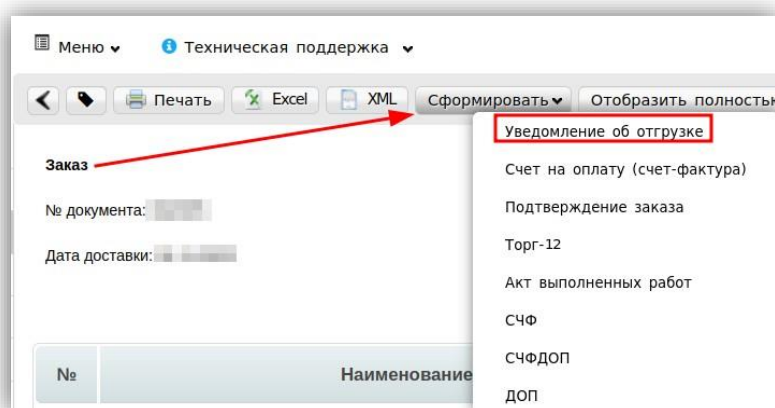 Меню
Техническая поддержка
Печать
Excel
XML
Сформировать
Отобразить полностью
Уведомление об отгрузке
Счет на оплату (счет-фактура)
Подтверждение заказа
Торг-12
Акт выполненных работ
СЧФ
СЧФДОП
ДОП
Заказ
№ документа:
Дата доставки:
№
Наименование